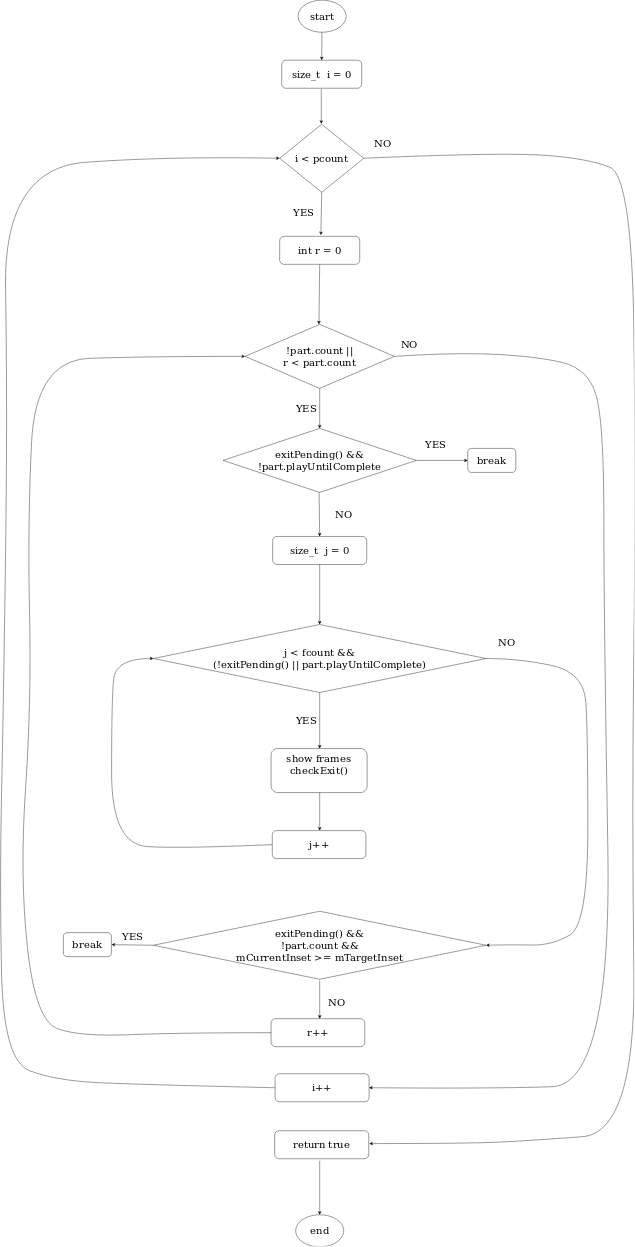 start
size_t i = 0
i < pcount
NO
YES
int r = 0
!part.count ||
r < part.count
NO
YES
exitPending() &&
!part.playUntilComplete
YES
break
NO
size_t j = 0
j < fcount &&
(!exitPending() || part.playUntilComplete)
NO
YES
show frames
checkExit()
j++
exitPending() &&
!part.count &&
mCurrentInset >= mTargetInset
YES
break
NO
r++
i++
return true
end